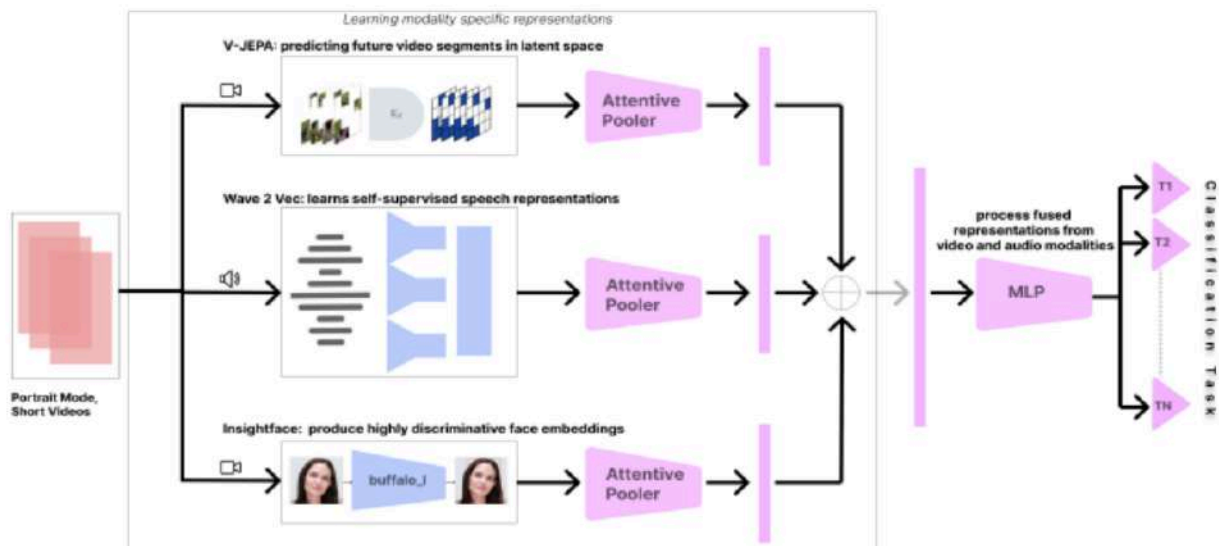 Learning modality specific representations
V-JEPA: predicting future video segments in latent space
Attentive
Pooler
Wave 2 Vec: learns self-supervised speech representations
Attentive
Pooler
Insightface: produce highly discriminative face embeddings
buffalo_l
Attentive
Pooler
Portrait Mode,
Short Videos
process fused
representations from
video and audio modalities
MLP
T1
T2
TN
Classification Task